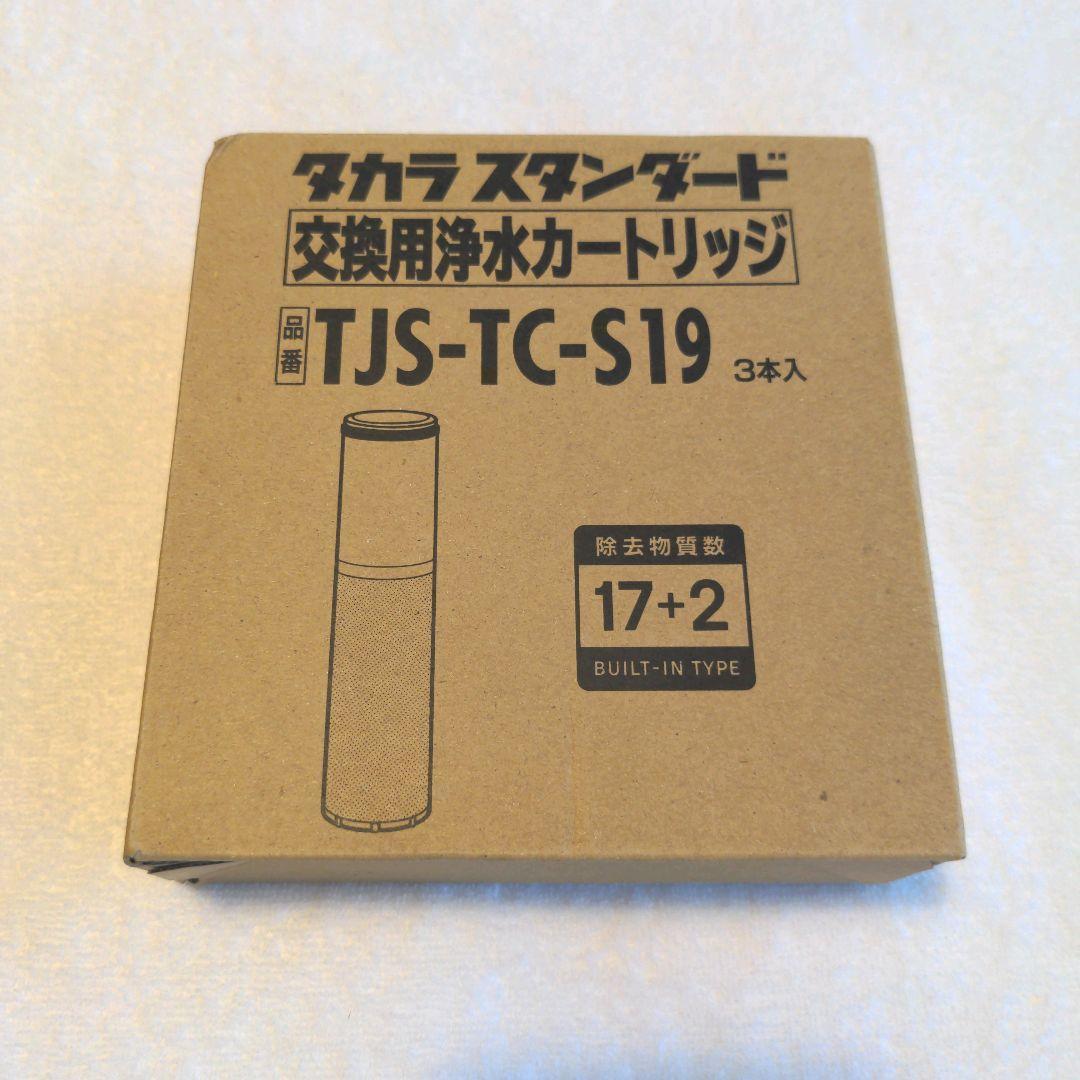 タカラスタンダード
交換用浄水カートリッジ
品番 TJS-TC-S19 3本入
除去物質数
17+2
BUILT-IN TYPE